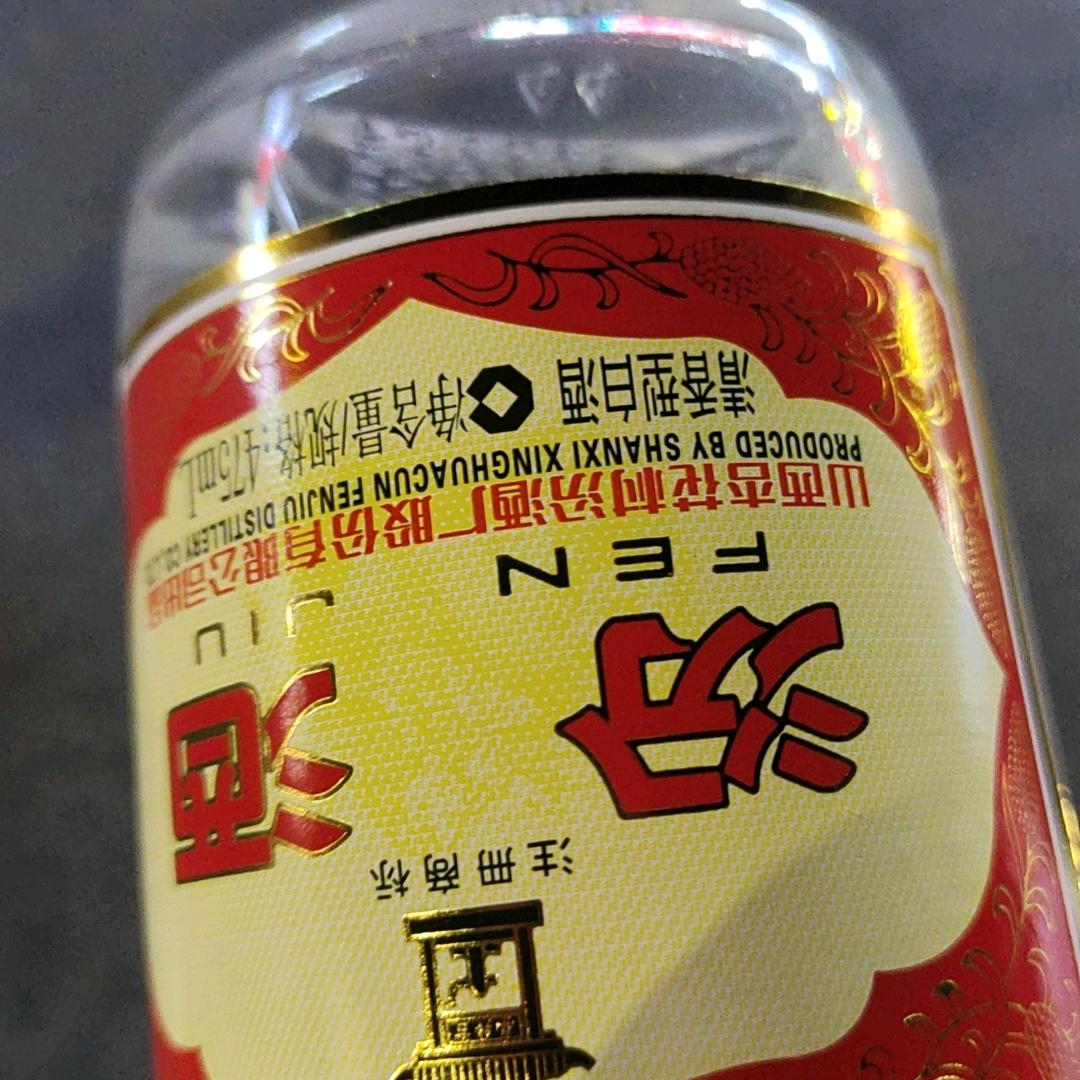 注册商标
汾酒
FEN JIU
山西杏花村汾酒厂股份有限公司出品
PRODUCED BY SHANXI XINGHUACUN FENJIU DISTILLERY CO.,LTD
清香型白酒 净含量/规格:475mL